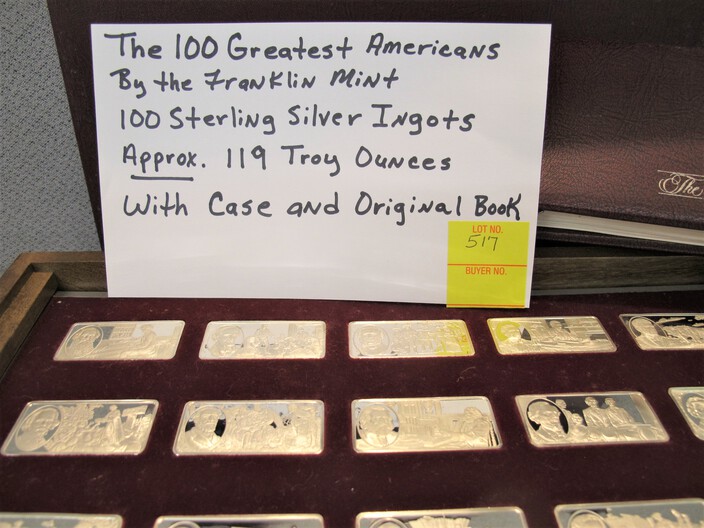 The 100 Greatest Americans
By the Franklin Mint
100 Sterling Silver Ingots
Approx. 119 Troy Ounces
With Case and Original Book
LOT NO.
517
BUYER NO.
The